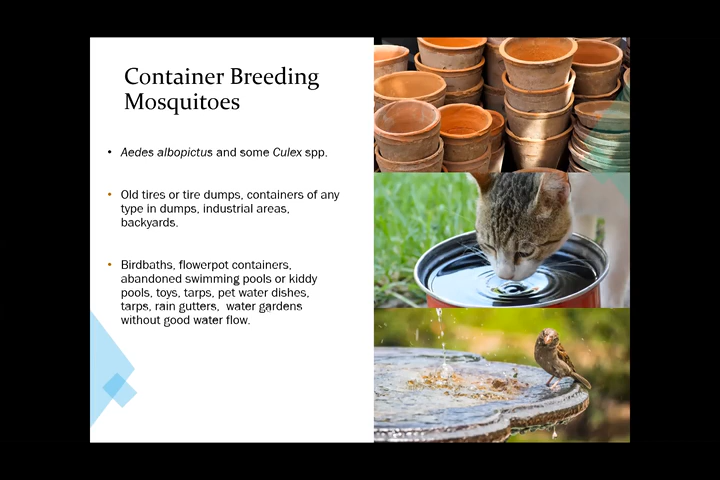 Container Breeding
Mosquitoes
• Aedes albopictus and some Culex spp.
• Old tires or tire dumps, containers of any
type in dumps, industrial areas,
backyards.
• Birdbaths, flowerpot containers,
abandoned swimming pools or kiddy
pools, toys, tarps, pet water dishes,
tarps, rain gutters,  water gardens
without good water flow.